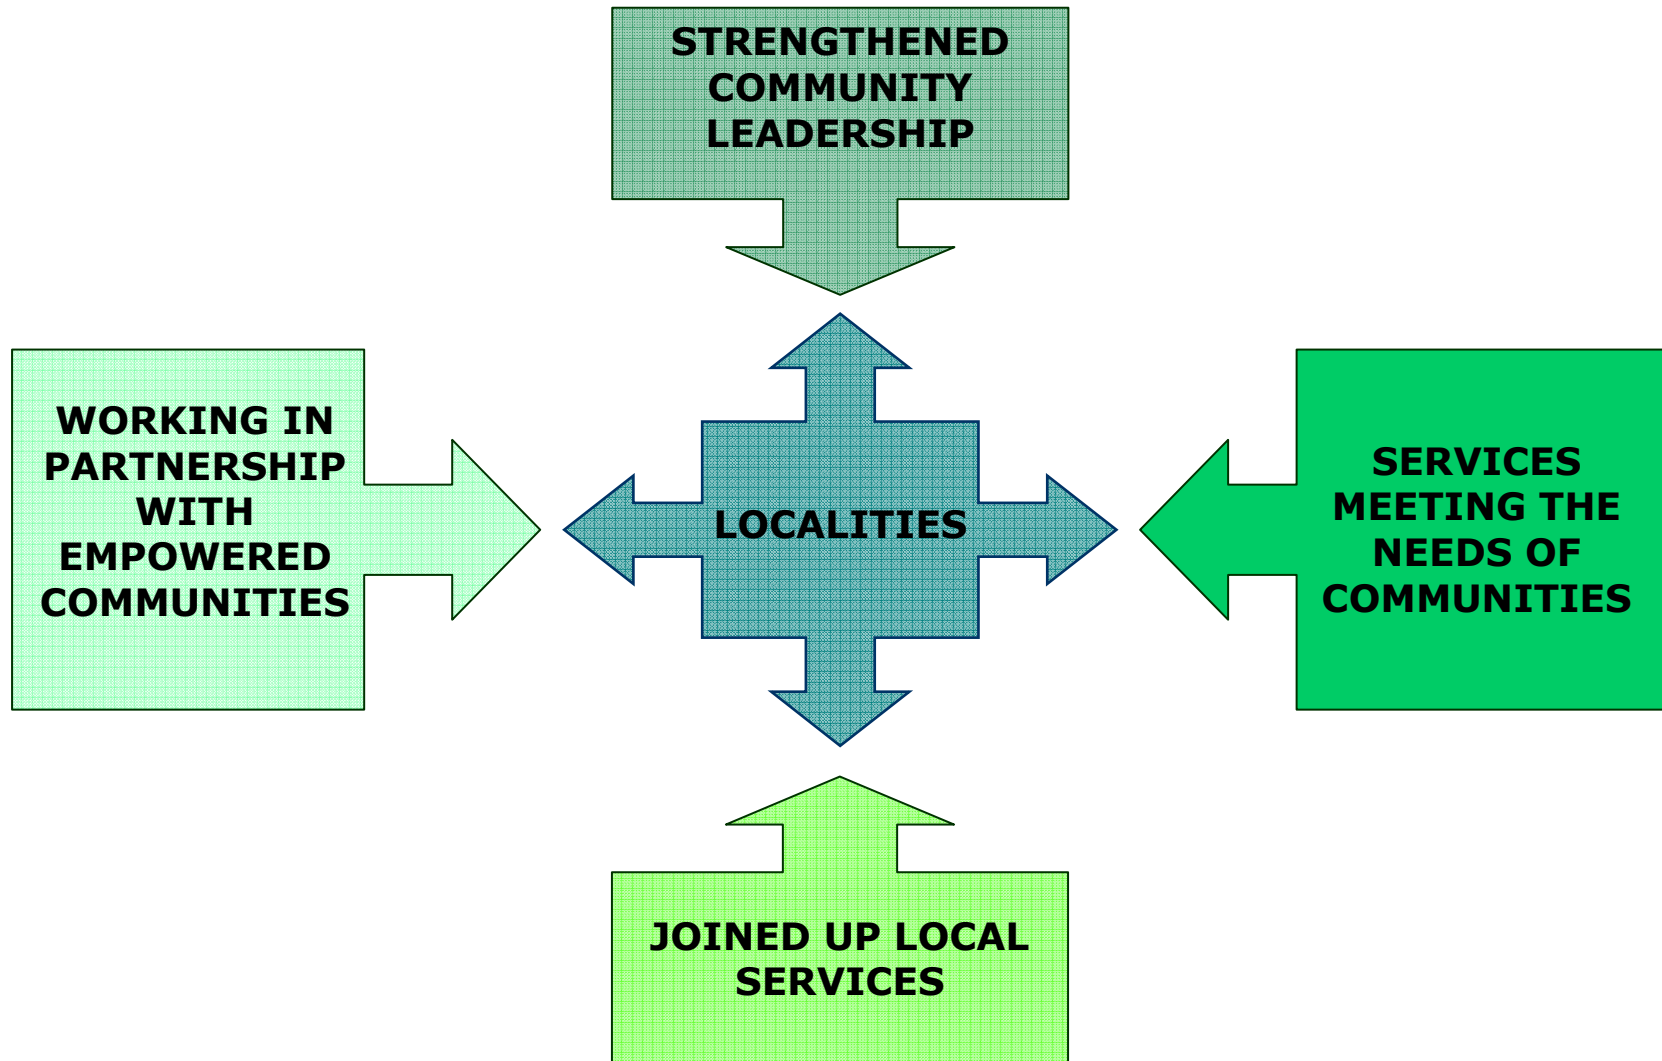 STRENGTHENED
COMMUNITY
LEADERSHIP
WORKING IN
PARTNERSHIP
WITH
EMPOWERED
COMMUNITIES
LOCALITIES
SERVICES
MEETING THE
NEEDS OF
COMMUNITIES
JOINED UP LOCAL
SERVICES